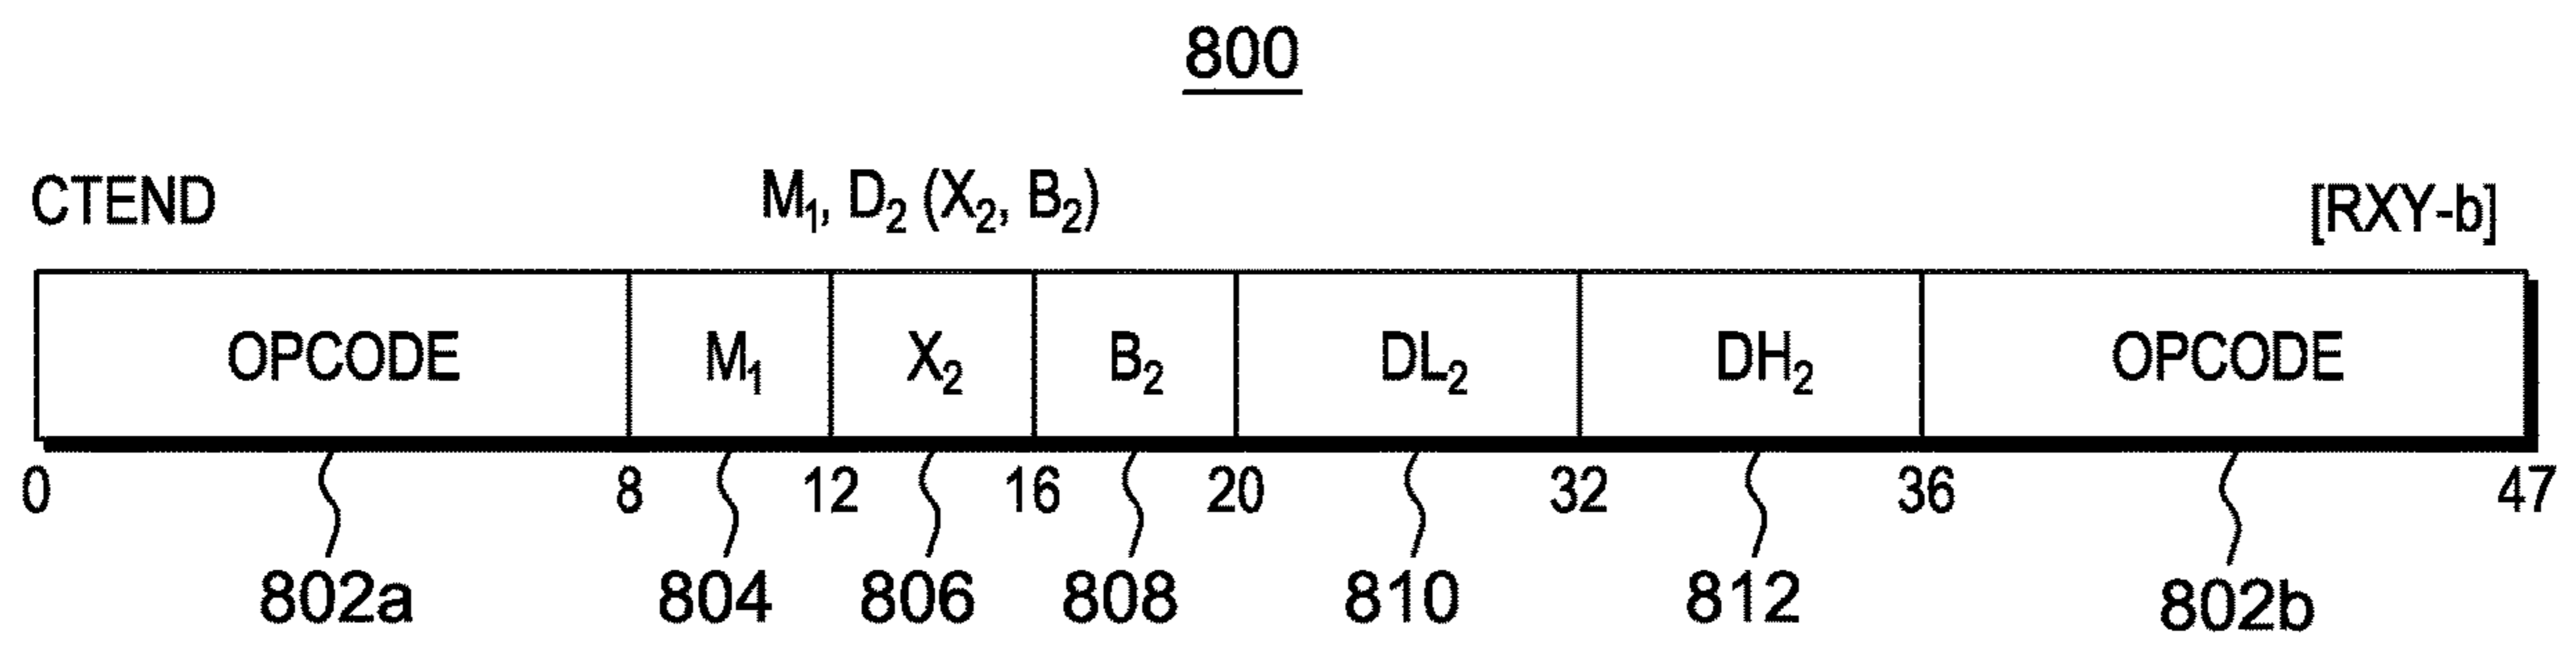 800
CTEND M₁, D₂ (X₂, B₂) [RXY-b]
OPCODE M₁ X₂ B₂ DL₂ DH₂ OPCODE
0 8 12 16 20 32 36 47
802a 804 806 808 810 812 802b